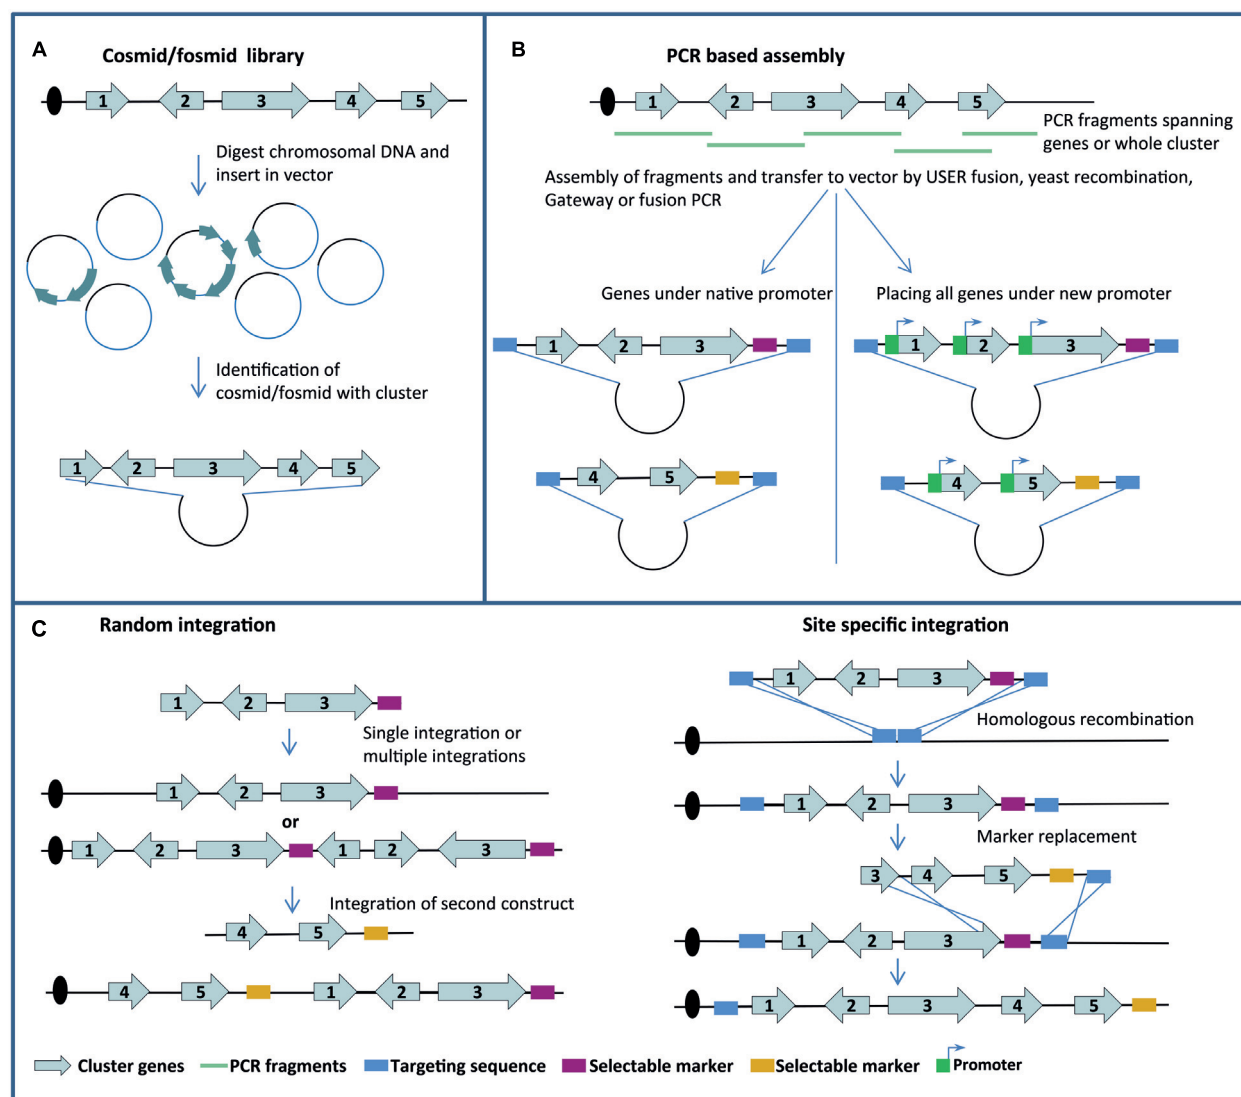 A
Cosmid/fosmid library
1 2 3 4 5
Digest chromosomal DNA and
insert in vector
Identification of
cosmid/fosmid with cluster
1 2 3 4 5
B
PCR based assembly
1 2 3 4 5
PCR fragments spanning
genes or whole cluster
Assembly of fragments and transfer to vector by USER fusion, yeast recombination,
Gateway or fusion PCR
Genes under native promoter
1 2 3
4 5
Placing all genes under new promoter
1 2 3
4 5
C
Random integration
1 2 3
Single integration or
multiple integrations
1 2 3
or
1 2 3 1 2 3
Integration of second construct
4 5
4 5 1 2 3
Site specific integration
1 2 3
Homologous recombination
1 2 3
Marker replacement
3 4 5
1 2 3
1 2 3 4 5
Cluster genes PCR fragments Targeting sequence Selectable marker Selectable marker Promoter